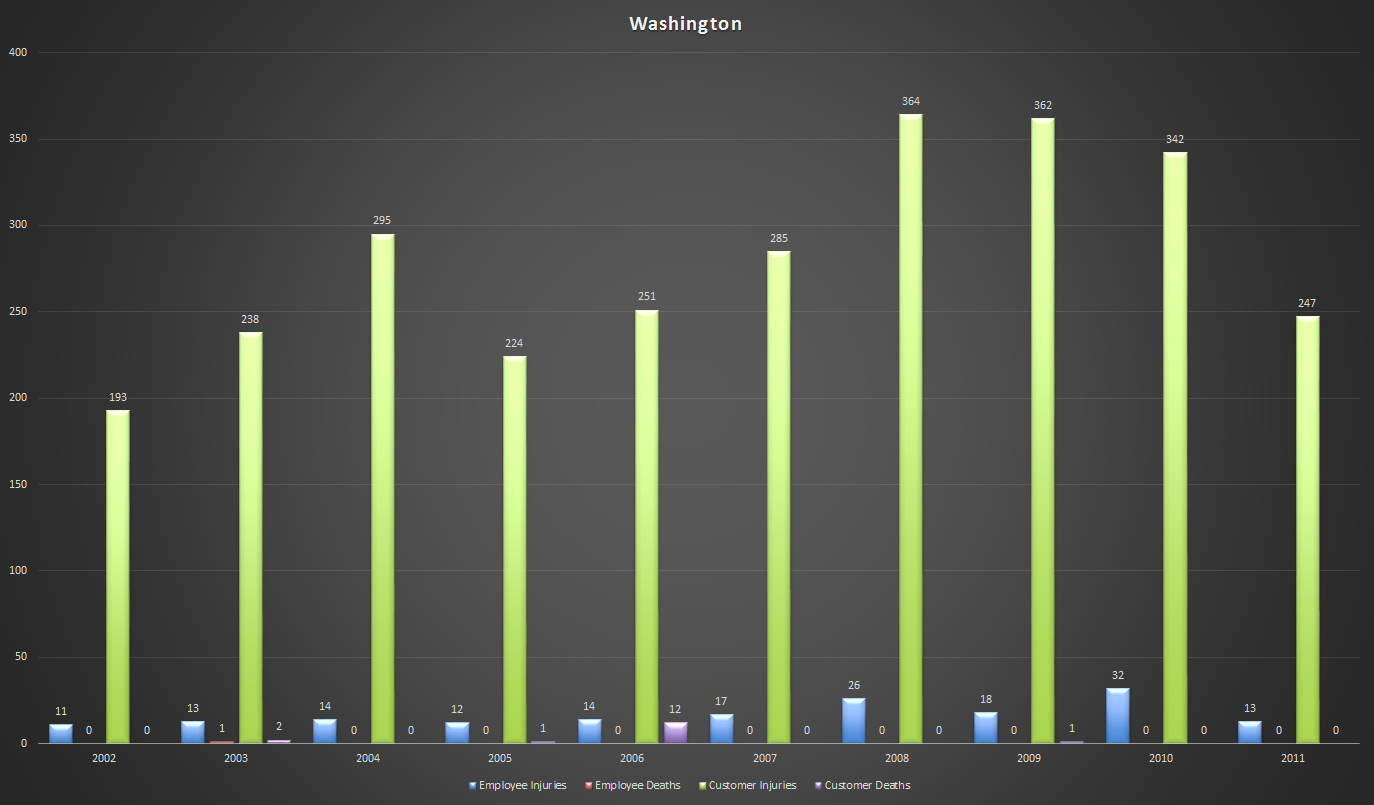 Washington
400
350
300
250
200
150
100
50
0
11 0 193 0
13 1 238 2
14 0 295 0
12 0 224 1
14 0 251 12
17 0 285 0
26 0 364 0
18 0 362 1
32 0 342 0
13 0 247 0
2002 2003 2004 2005 2006 2007 2008 2009 2010 2011
Employee Injuries Employee Deaths Customer Injuries Customer Deaths